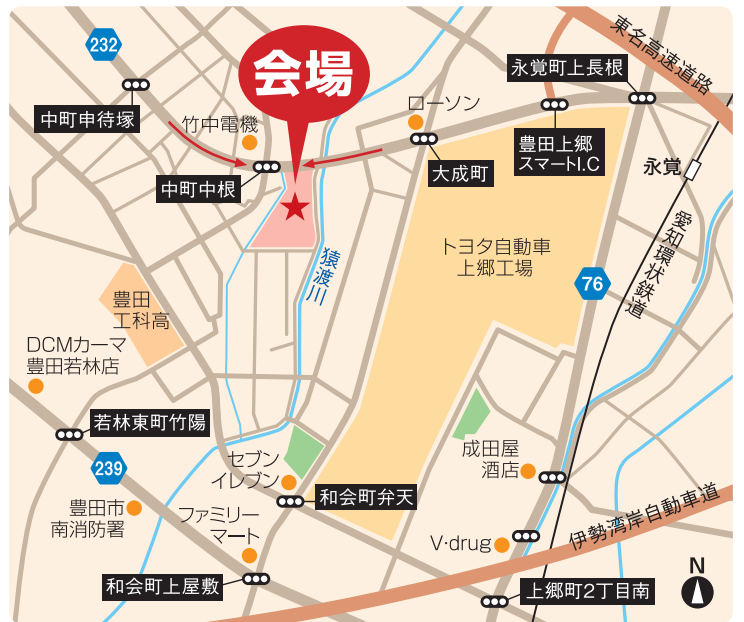 232
会場
東名高速道路
永覚町上長根
中町申待塚
竹中電機
ローソン
豊田上郷
スマートI.C
大成町
永覚
中町中根
愛知環状鉄道
トヨタ自動車
上郷工場
猿渡川
76
豊田
工科高
DCMカーマ
豊田若林店
若林東町竹陽
239
セブン
イレブン
成田屋
酒店
和会町弁天
豊田市
南消防署
ファミリー
マート
伊勢湾岸自動車道
V・drug
和会町上屋敷
上郷町2丁目南
N